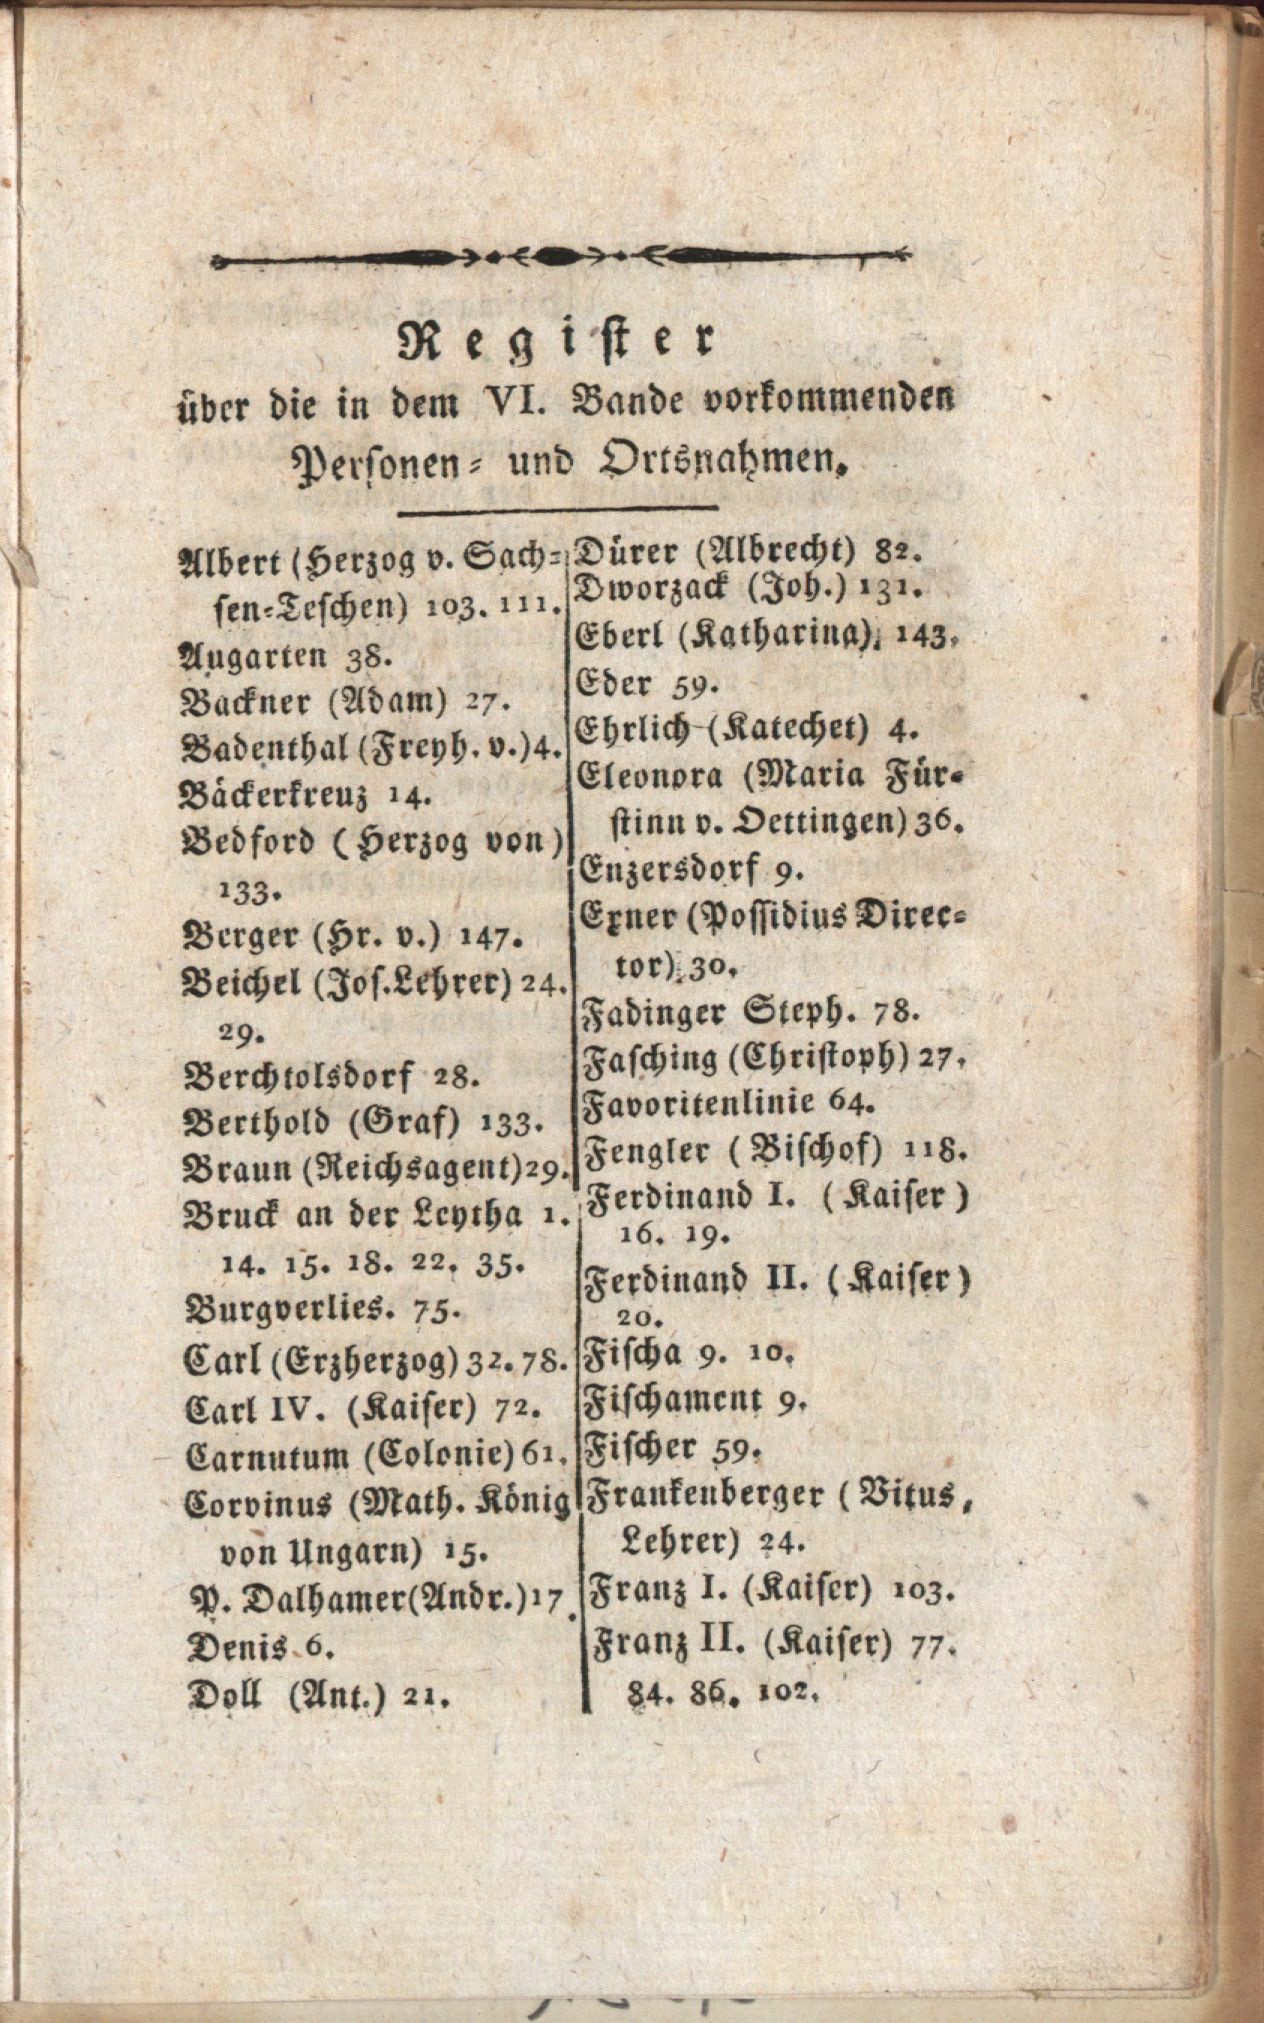 Register
über die in dem VI. Bande vorkommenden
Personen- und Ortsnahmen.
Albert (Herzog v. Sach-
sen-Teschen) 103. 111.
Augarten 38.
Backner (Adam) 27.
Badenthal (Freyh. v.) 4.
Bäckerkreuz 14.
Bedford (Herzog von)
133.
Berger (Hr. v.) 147.
Beichel (Jos. Lehrer) 24.
29.
Berchtolsdorf 28.
Berthold (Graf) 133.
Braun (Reichsagent) 29.
Bruck an der Leytha 1.
14. 15. 18. 22. 35.
Burgverlies. 75.
Carl (Erzherzog) 32. 78.
Carl IV. (Kaiser) 72.
Carnutum (Colonie) 61.
Corvinus (Math. König
von Ungarn) 15.
P. Dalhamer (Andr.) 17.
Denis 6.
Doll (Ant.) 21.
Dürer (Albrecht) 82.
Dworzack (Joh.) 131.
Eberl (Katharina). 143.
Eder 59.
Ehrlich (Katechet) 4.
Eleonora (Maria Für-
stinn v. Oettingen) 36.
Enzersdorf 9.
Exner (Possidius Direc-
tor) 30.
Fadinger Steph. 78.
Fasching (Christoph) 27.
Favoritenlinie 64.
Fengler (Bischof) 118.
Ferdinand I. (Kaiser)
16. 19.
Ferdinand II. (Kaiser)
20.
Fischa 9. 10.
Fischament 9.
Fischer 59.
Frankenberger (Vitus,
Lehrer) 24.
Franz I. (Kaiser) 103.
Franz II. (Kaiser) 77.
84. 86. 102.